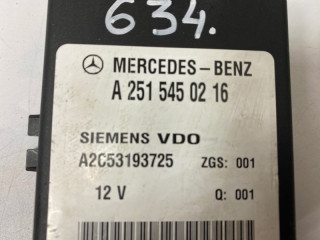 634.
MERCEDES-BENZ
A 251 545 02 16
SIEMENS VDO
A2C53193725 ZGS: 001
12 V Q: 001